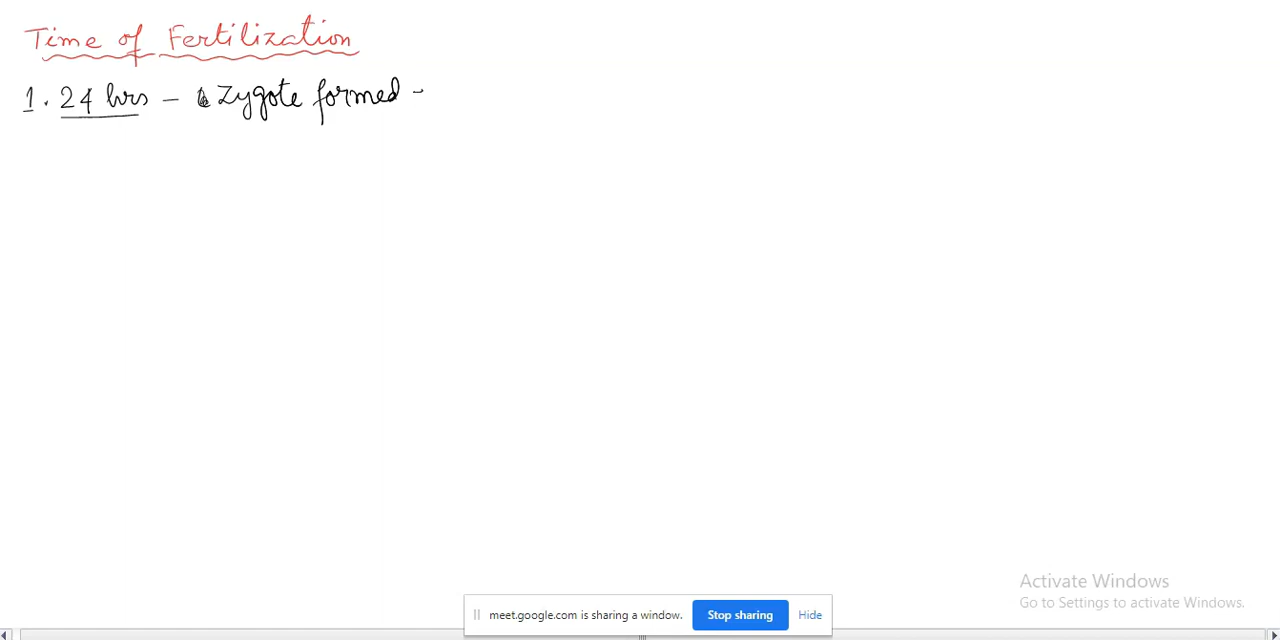 Time of Fertilization
1. 24 hrs - Zygote formed -
Activate Windows
Go to Settings to activate Windows.
meet.google.com is sharing a window. Stop sharing Hide